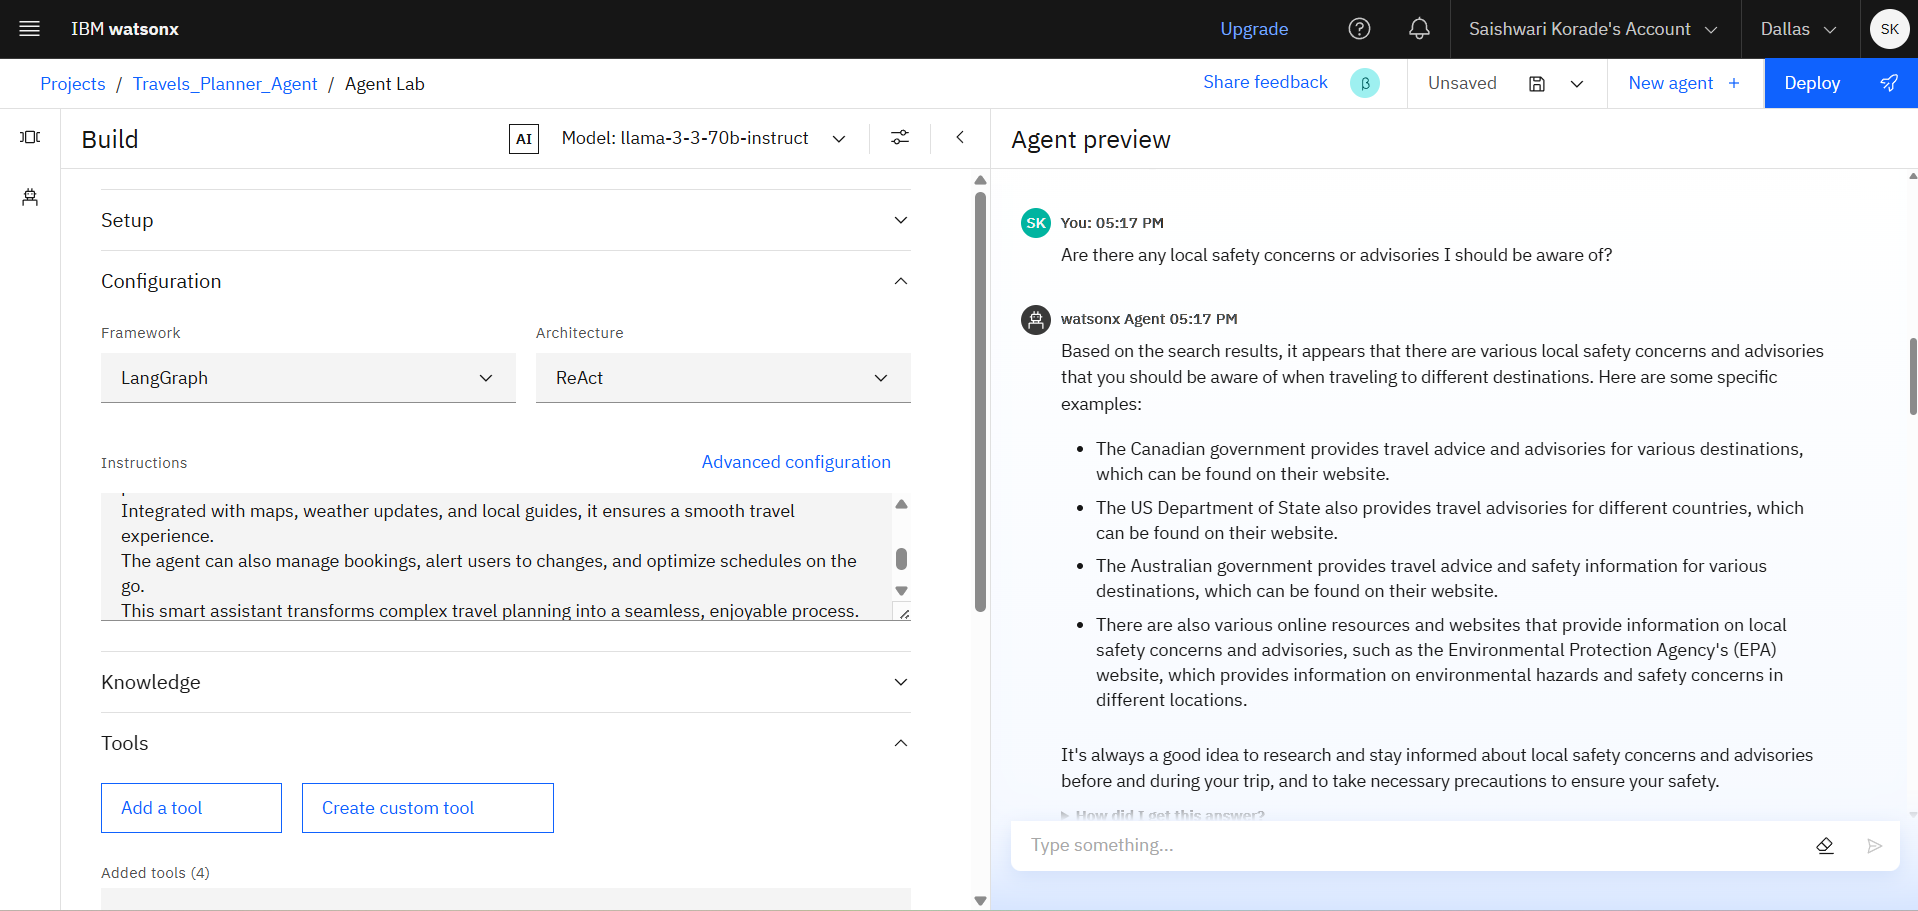 IBM watsonx
Upgrade
Saishwari Korade's Account
Dallas
SK
Projects / Travels_Planner_Agent / Agent Lab
Share feedback
β
Unsaved
New agent +
Deploy
Build
AI
Model: llama-3-3-70b-instruct
Setup
Configuration
Framework
Architecture
LangGraph
ReAct
Instructions
Advanced configuration
Integrated with maps, weather updates, and local guides, it ensures a smooth travel
experience.
The agent can also manage bookings, alert users to changes, and optimize schedules on the
go.
This smart assistant transforms complex travel planning into a seamless, enjoyable process.
Knowledge
Tools
Add a tool
Create custom tool
Added tools (4)
Agent preview
SK
You: 05:17 PM
Are there any local safety concerns or advisories I should be aware of?
watsonx Agent 05:17 PM
Based on the search results, it appears that there are various local safety concerns and advisories
that you should be aware of when traveling to different destinations. Here are some specific
examples:
• The Canadian government provides travel advice and advisories for various destinations,
which can be found on their website.
• The US Department of State also provides travel advisories for different countries, which
can be found on their website.
• The Australian government provides travel advice and safety information for various
destinations, which can be found on their website.
• There are also various online resources and websites that provide information on local
safety concerns and advisories, such as the Environmental Protection Agency's (EPA)
website, which provides information on environmental hazards and safety concerns in
different locations.
It's always a good idea to research and stay informed about local safety concerns and advisories
before and during your trip, and to take necessary precautions to ensure your safety.
How did I get this answer?
Type something...